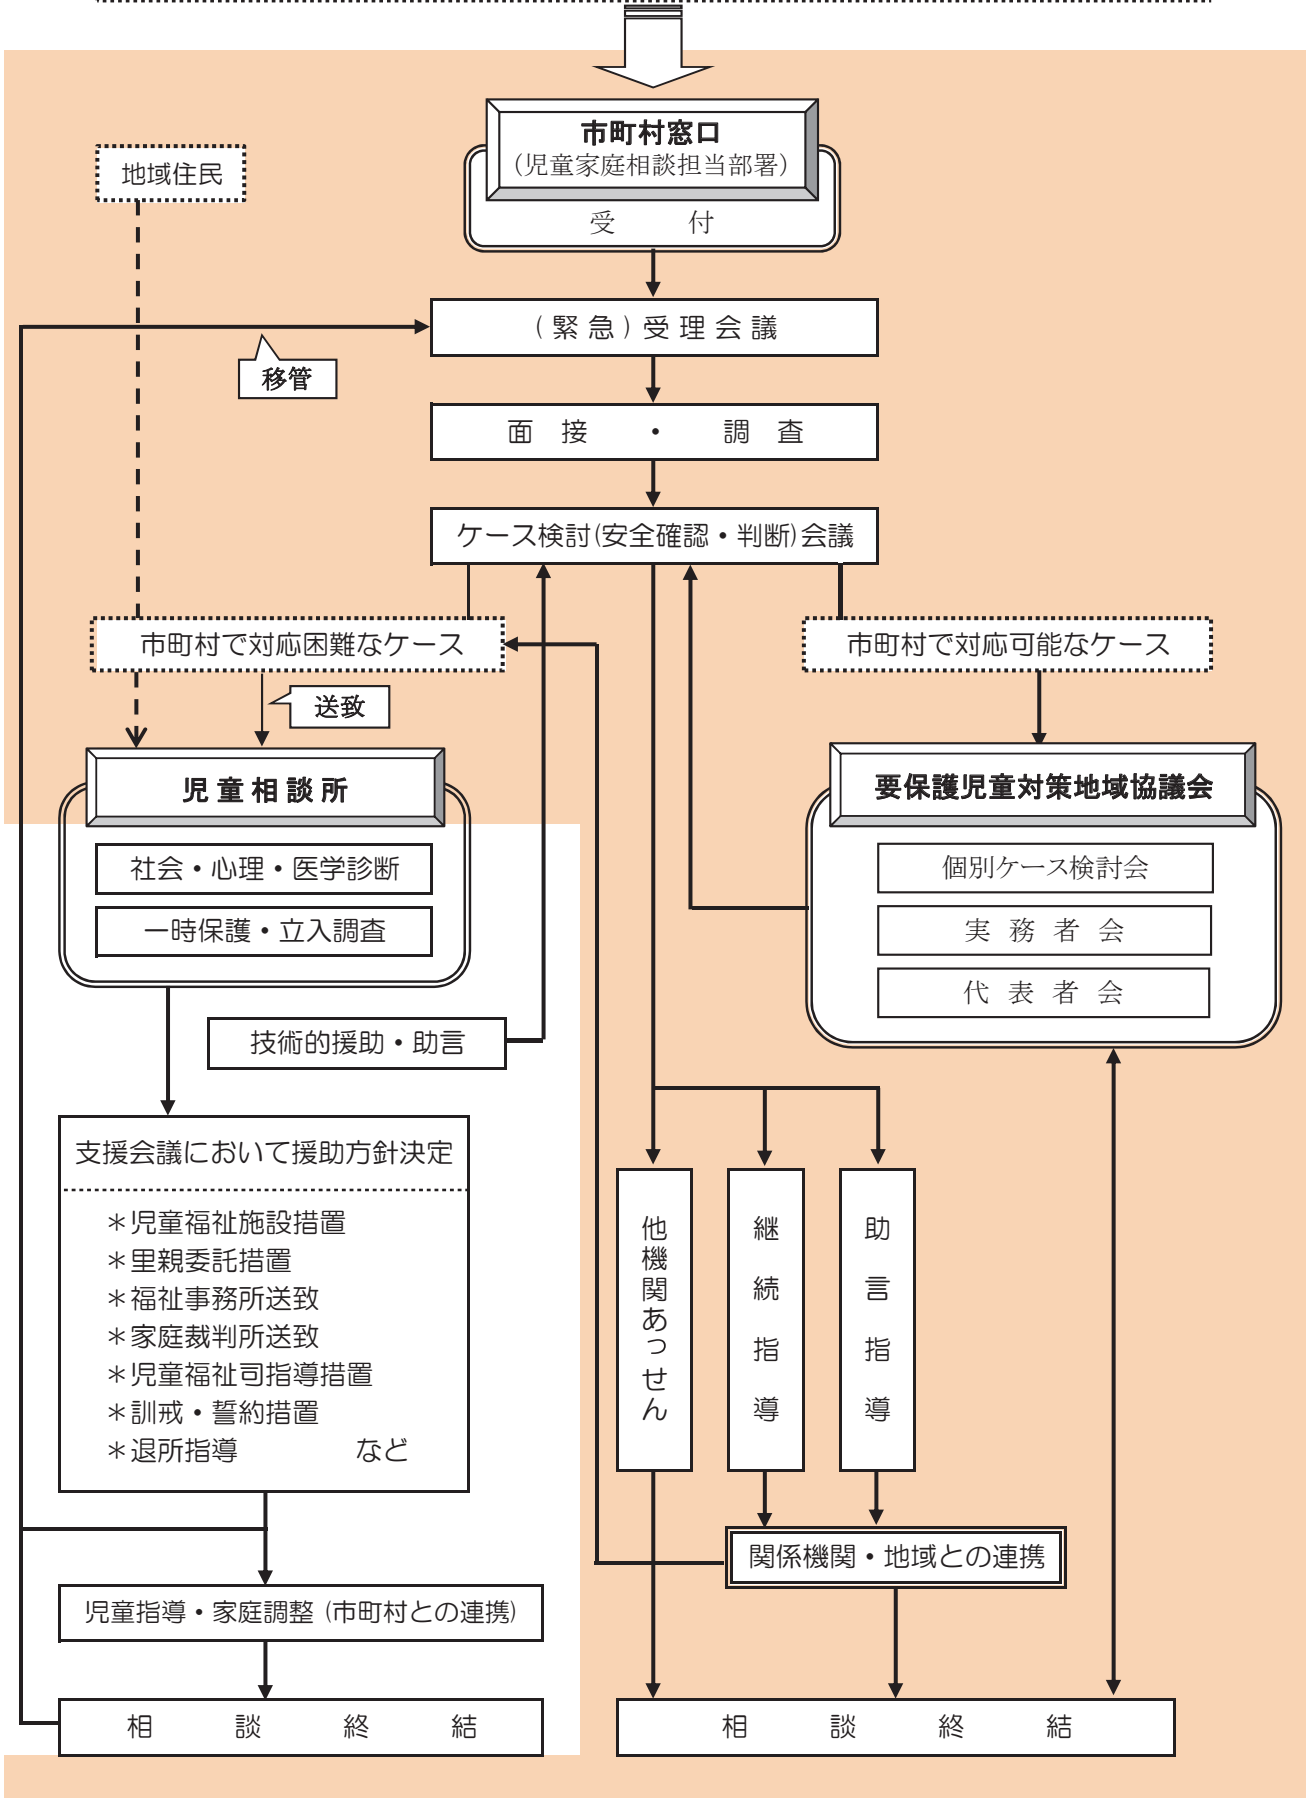 市町村窓口
(児童家庭相談担当部署)
受 付
地域住民
(緊急)受理会議
移管
面 接 ・ 調 査
ケース検討(安全確認・判断)会議
市町村で対応困難なケース
市町村で対応可能なケース
送致
児童相談所
社会・心理・医学診断
一時保護・立入調査
要保護児童対策地域協議会
個別ケース検討会
実務者会
代表者会
技術的援助・助言
支援会議において援助方針決定
＊児童福祉施設措置
＊里親委託措置
＊福祉事務所送致
＊家庭裁判所送致
＊児童福祉司指導措置
＊訓戒・誓約措置
＊退所指導 など
他機関あっせん
継続指導
助言指導
関係機関・地域との連携
児童指導・家庭調整(市町村との連携)
相 談 終 結
相 談 終 結